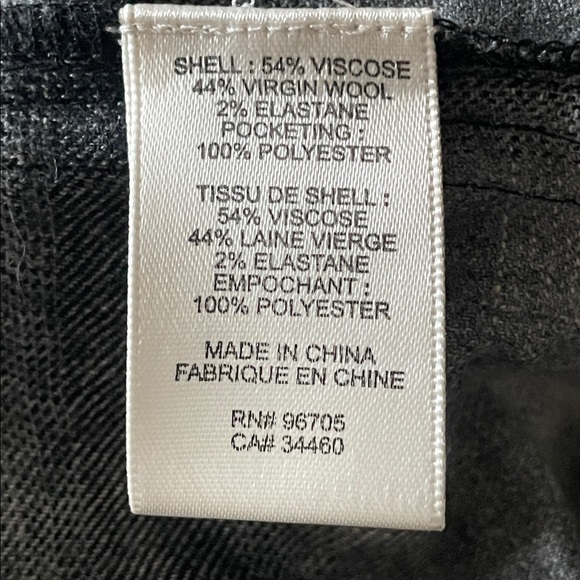 SHELL : 54% VISCOSE
44% VIRGIN WOOL
2% ELASTANE
POCKETING :
100% POLYESTER
TISSU DE SHELL :
54% VISCOSE
44% LAINE VIERGE
2% ELASTANE
EMPOCHANT :
100% POLYESTER
MADE IN CHINA
FABRIQUE EN CHINE
RN# 96705
CA# 34460